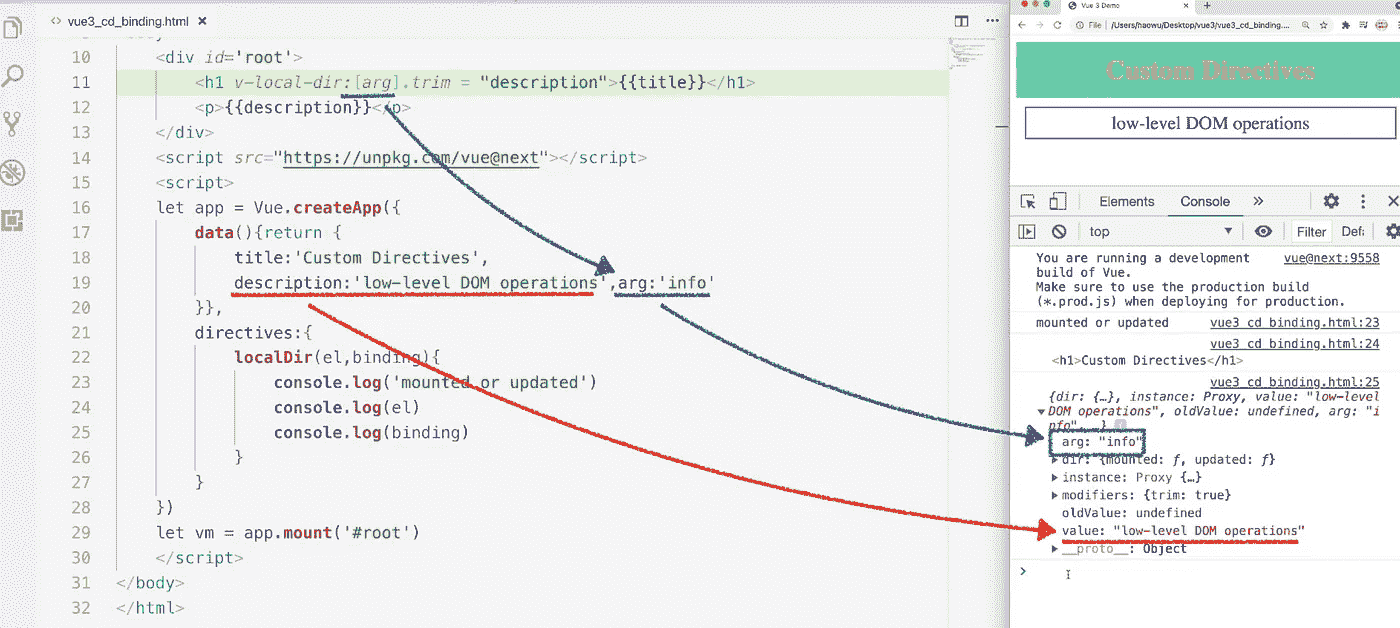 vue3_cd_binding.html
10 <div id='root'>
11 <h1 v-local-dir:[arg].trim = "description">{{title}}</h1>
12 <p>{{description}}</p>
13 </div>
14 <script src="https://unpkg.com/vue@next"></script>
15 <script>
16 let app = Vue.createApp({
17 data(){return {
18 title:'Custom Directives',
19 description:'low-level DOM operations',arg:'info'
20 }},
21 directives:{
22 localDir(el,binding){
23 console.log('mounted or updated')
24 console.log(el)
25 console.log(binding)
26 }
27 }
28 })
29 let vm = app.mount('#root')
30 </script>
31 </body>
32 </html>
Vue 3 Demo
File /Users/haowu/Desktop/vue3/vue3_cd_binding....
Custom Directives
low-level DOM operations
Elements Console
top Filter Defa
You are running a development vue@next:9558
build of Vue.
Make sure to use the production build
(*.prod.js) when deploying for production.
mounted or updated vue3_cd_binding.html:23
vue3_cd_binding.html:24
<h1>Custom Directives</h1>
vue3_cd_binding.html:25
{dir: {…}, instance: Proxy, value: "low-level
DOM operations", oldValue: undefined, arg: "i
nfo", …}
arg: "info"
dir: {mounted: ƒ, updated: ƒ}
instance: Proxy {…}
modifiers: {trim: true}
oldValue: undefined
value: "low-level DOM operations"
__proto__: Object